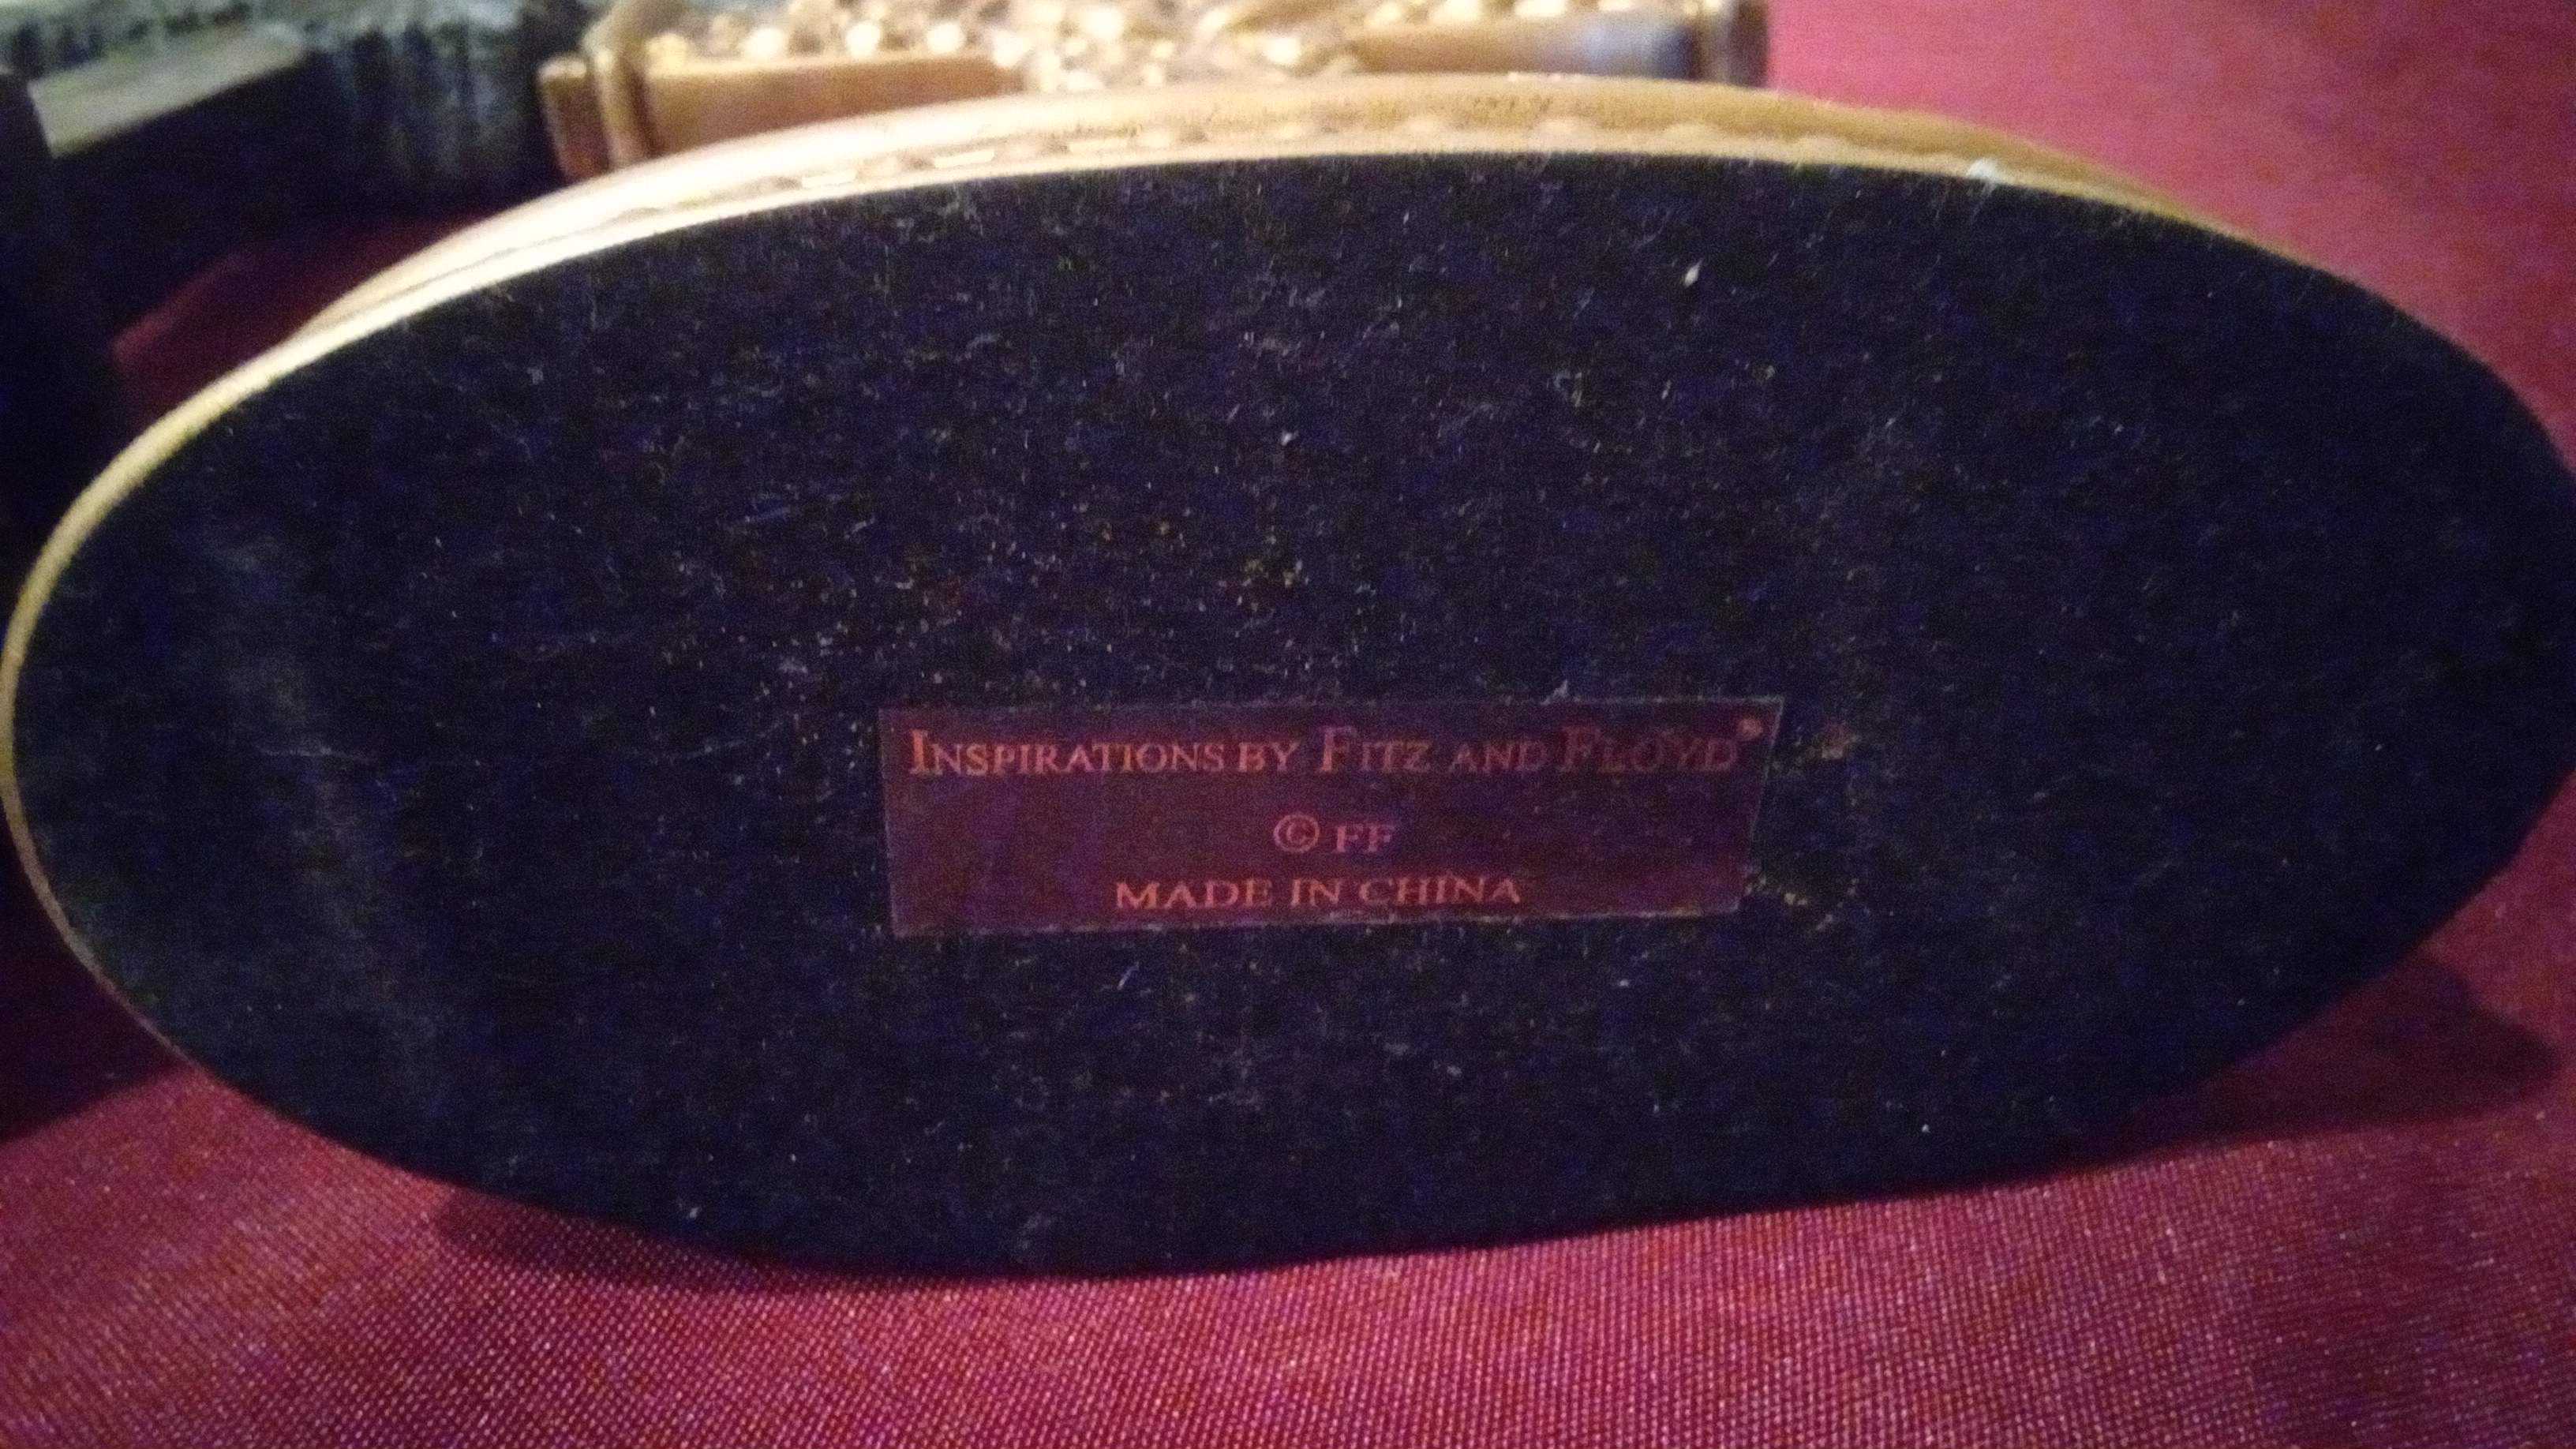 INSPIRATIONS BY FITZ AND FLOYD®
© FF
MADE IN CHINA